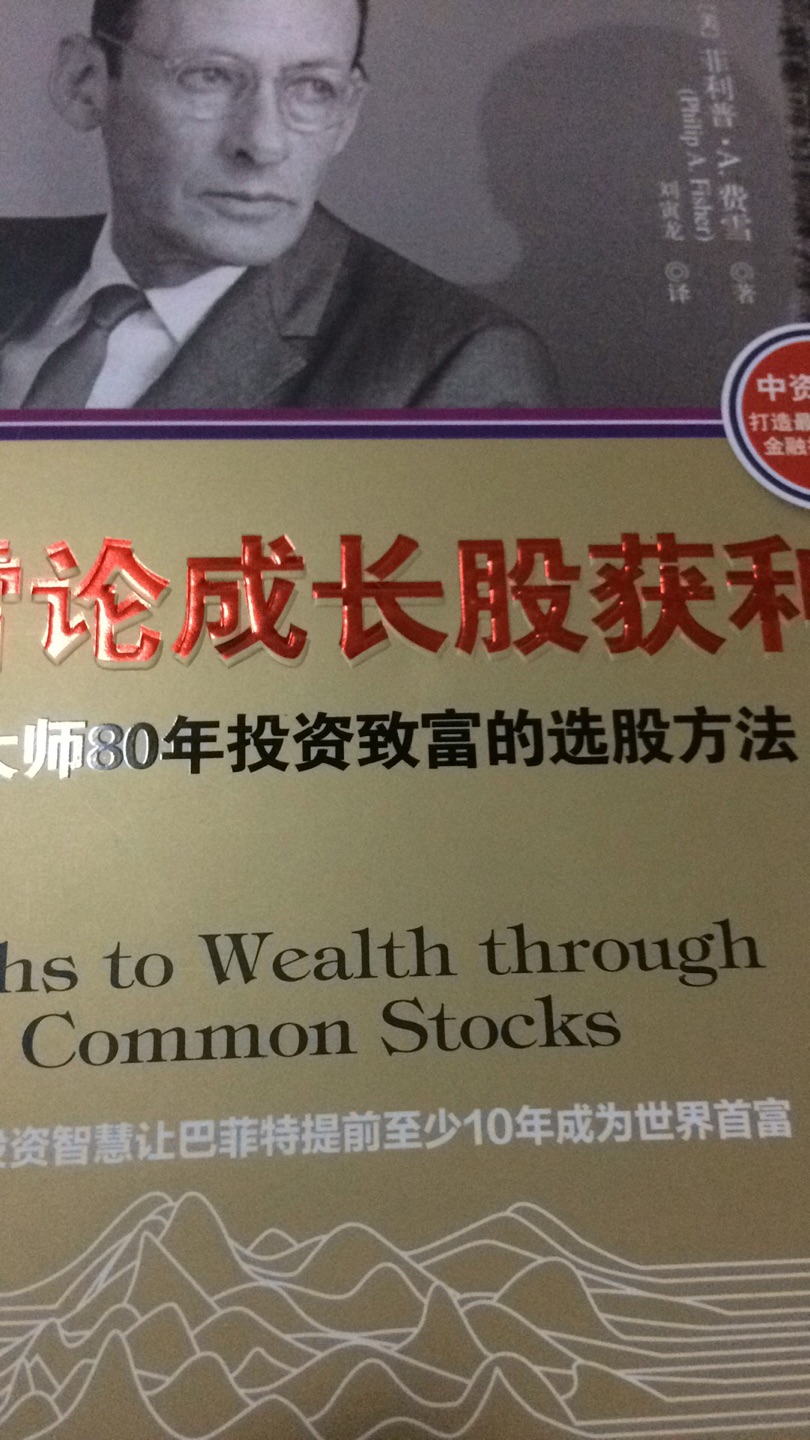 (美) 菲利普·A.费雪 ◎著
(Philip A. Fisher)
刘寅龙 ◎译
中资
打造最
金融
雪论成长股获利
大师80年投资致富的选股方法
hs to Wealth through
Common Stocks
投资智慧让巴菲特提前至少10年成为世界首富